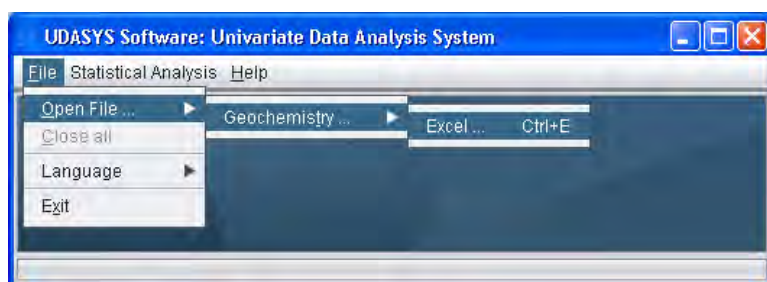 UDASYS Software: Univariate Data Analysis System
File Statistical Analysis Help
Open File ... Geochemistry ... Excel ... Ctrl+E
Close all
Language
Exit